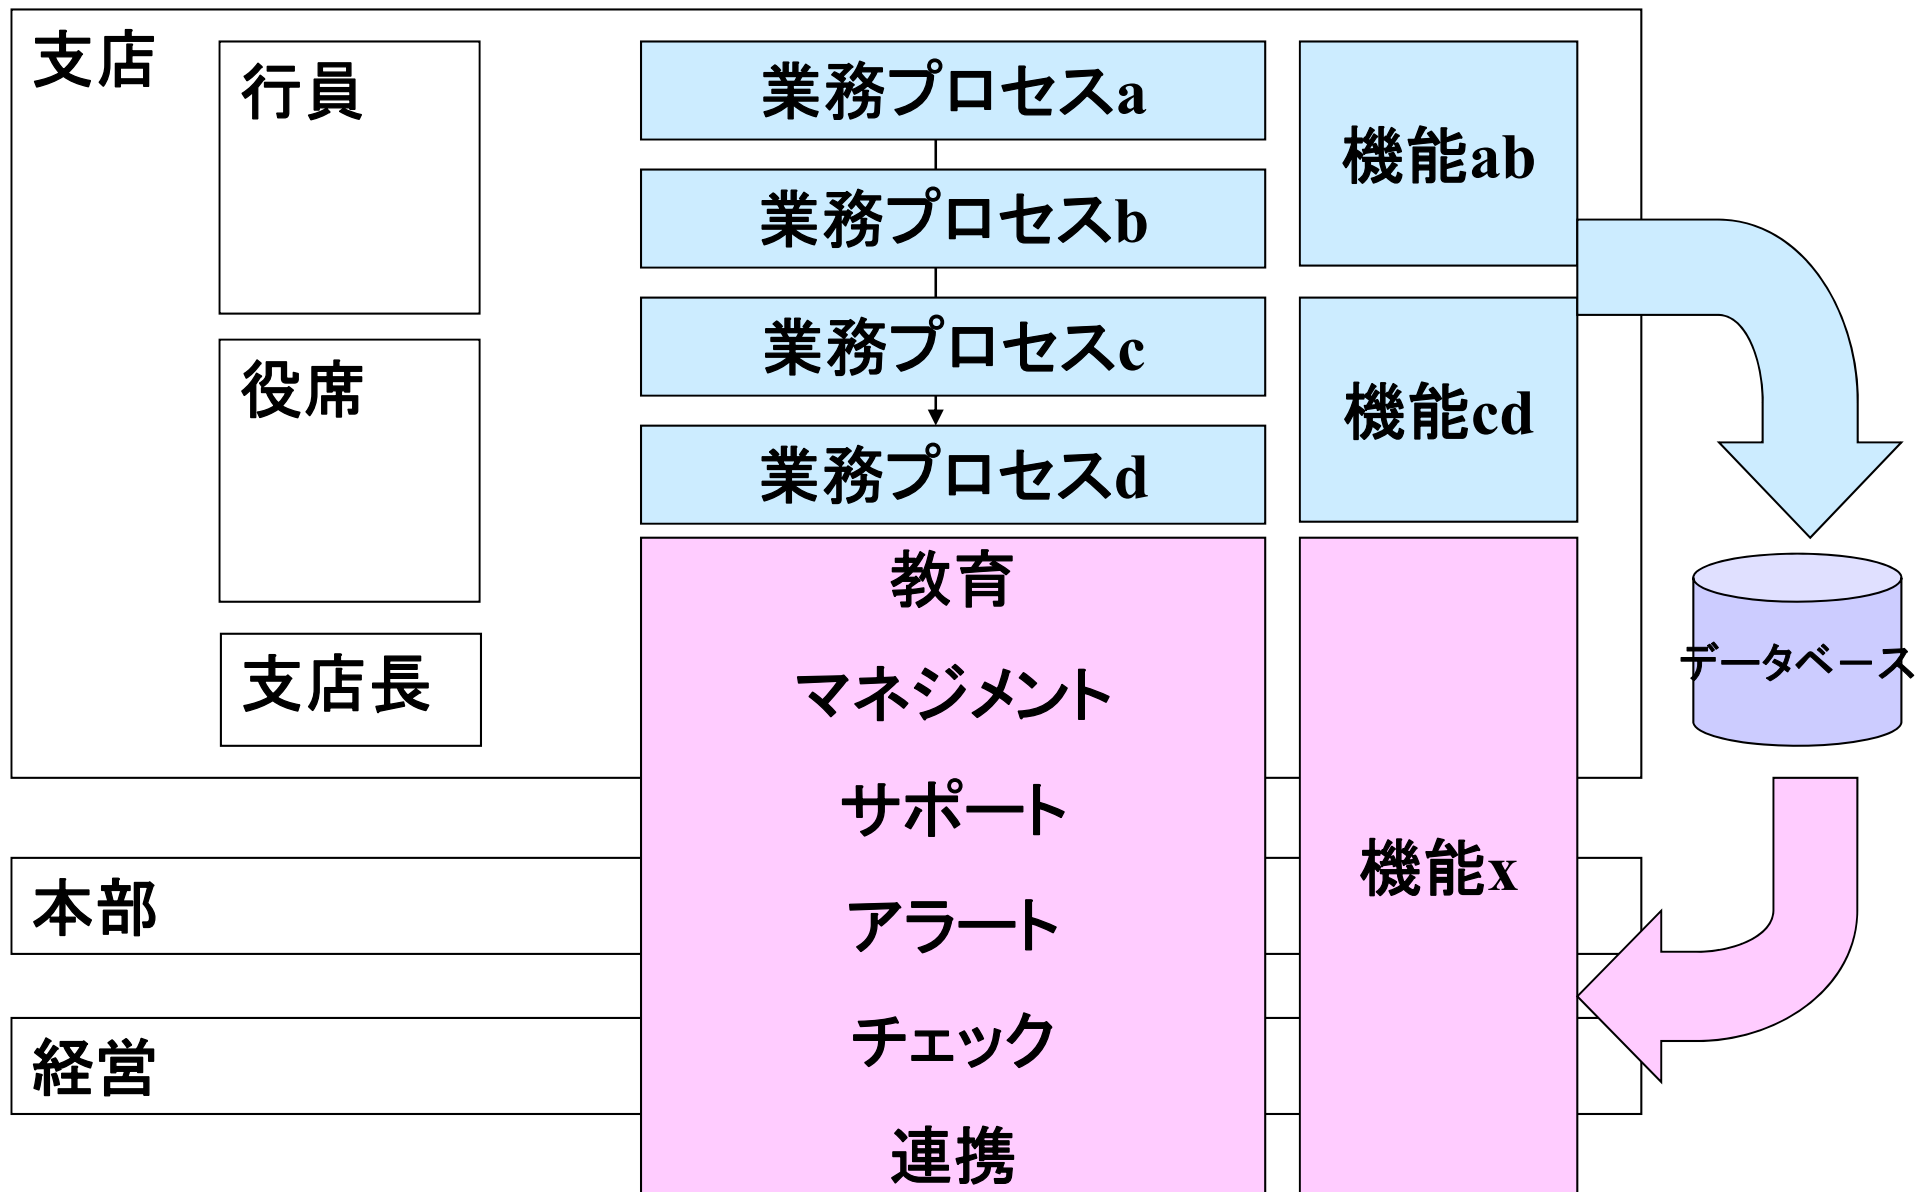 支店
行員
役席
支店長
業務プロセスa
業務プロセスb
業務プロセスc
業務プロセスd
機能ab
機能cd
教育
マネジメント
サポート
アラート
チェック
連携
機能x
データベース
本部
経営